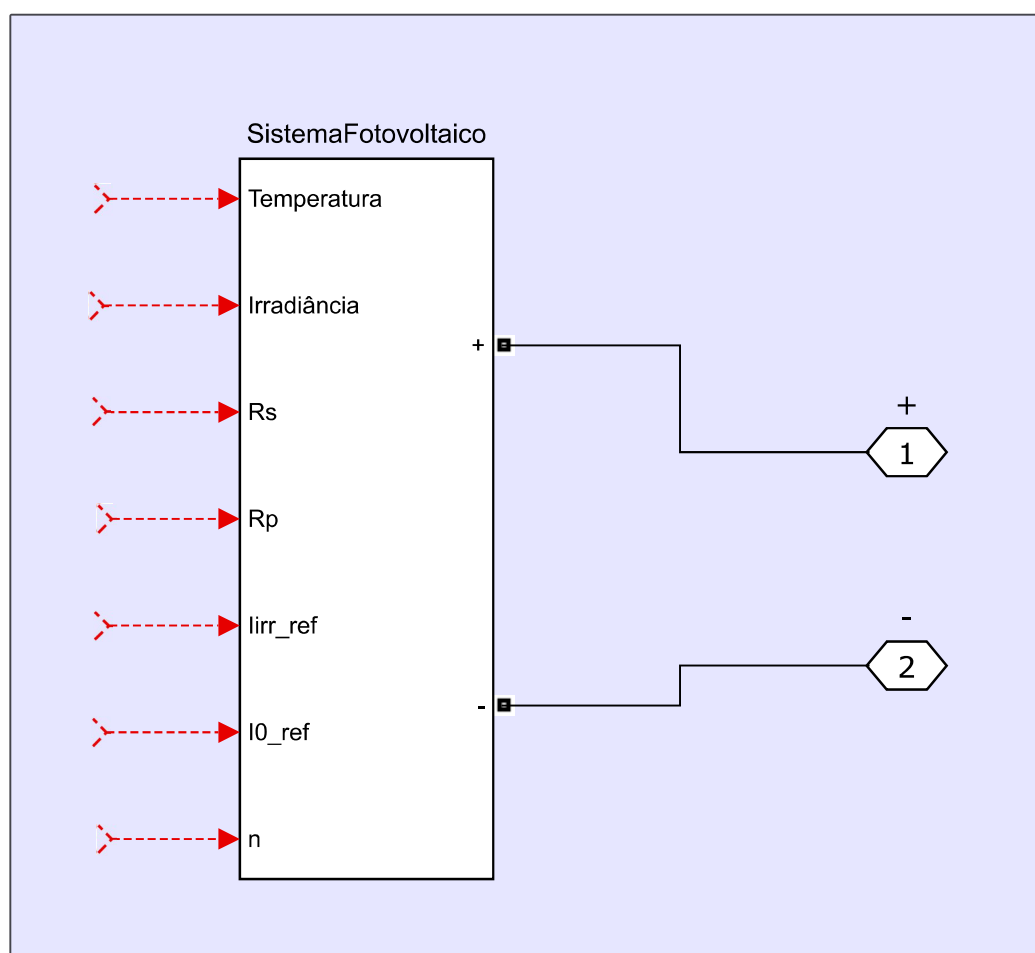 SistemaFotovoltaico
Temperatura
Irradiância
+
+
Rs
1
Rp
Iirr_ref
-
2
-
I0_ref
n